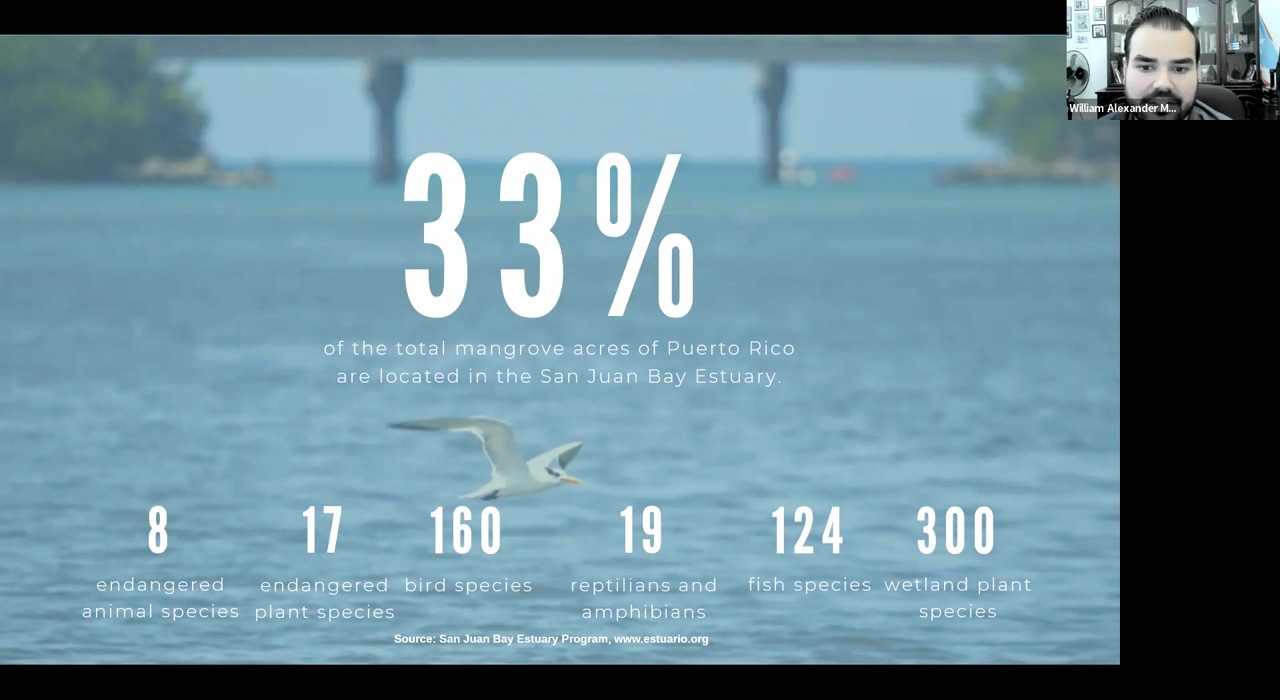 William Alexander M...
33%
of the total mangrove acres of Puerto Rico
are located in the San Juan Bay Estuary.
8
endangered
animal species
17
endangered
plant species
160
bird species
19
reptilians and
amphibians
124
fish species
300
wetland plant
species
Source: San Juan Bay Estuary Program, www.estuario.org